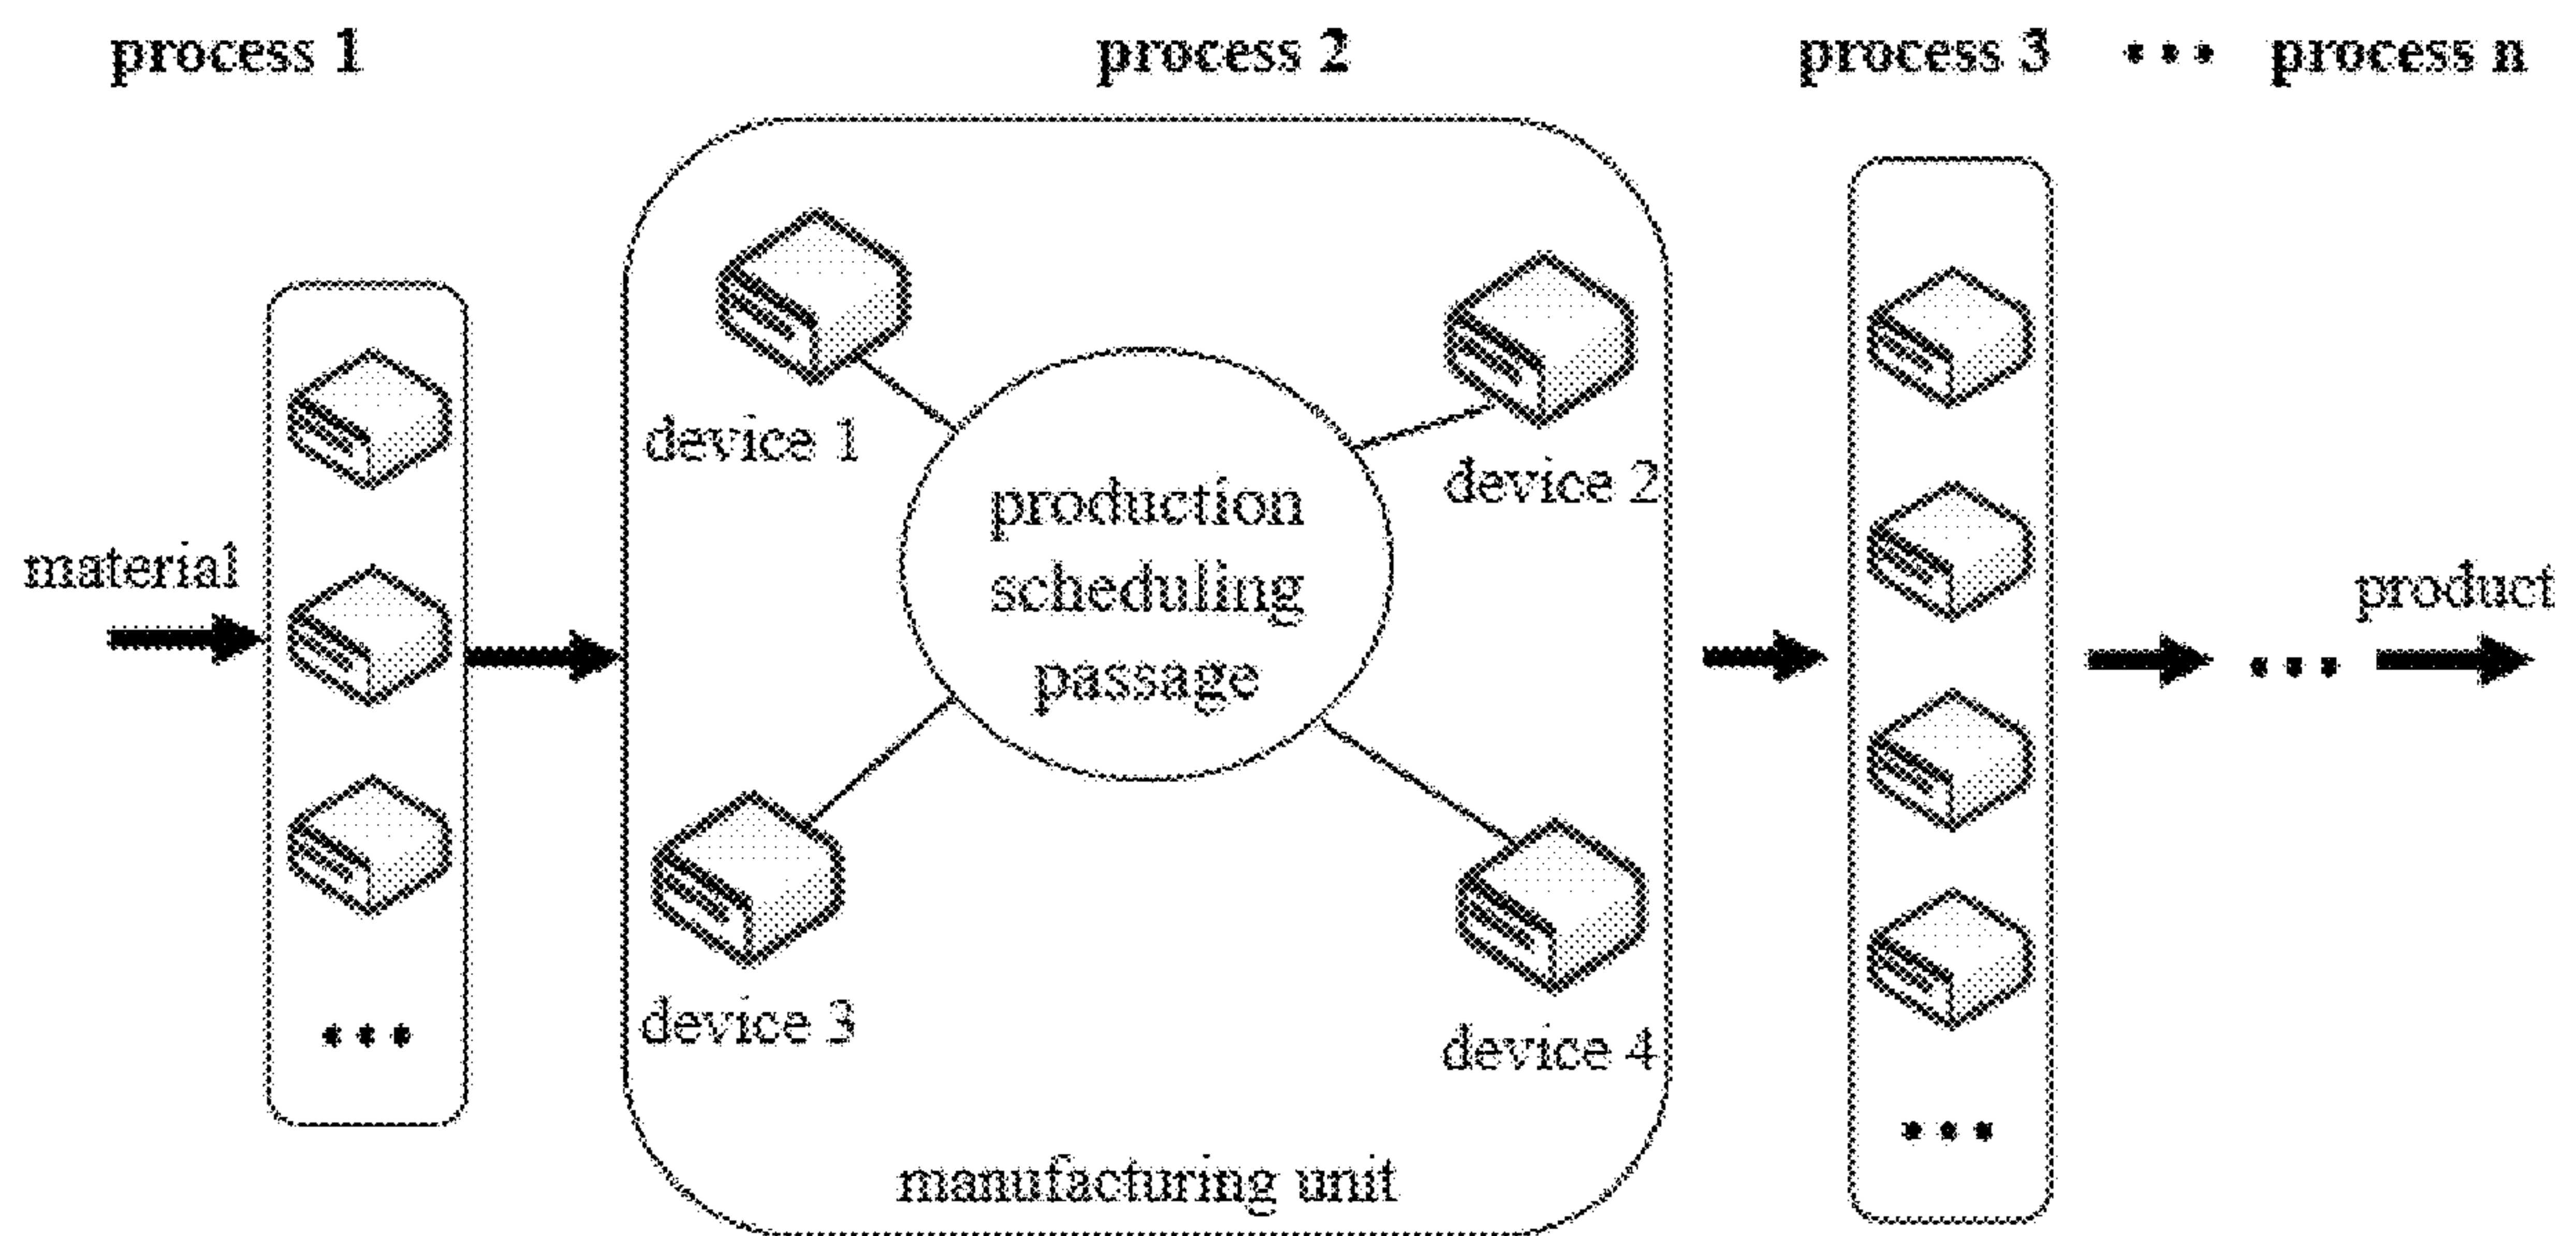 process 1
process 2
process 3 ••• process n
device 1
device 2
production
scheduling
passage
material
product
•••
device 3
device 4
•••
•••
manufacturing unit